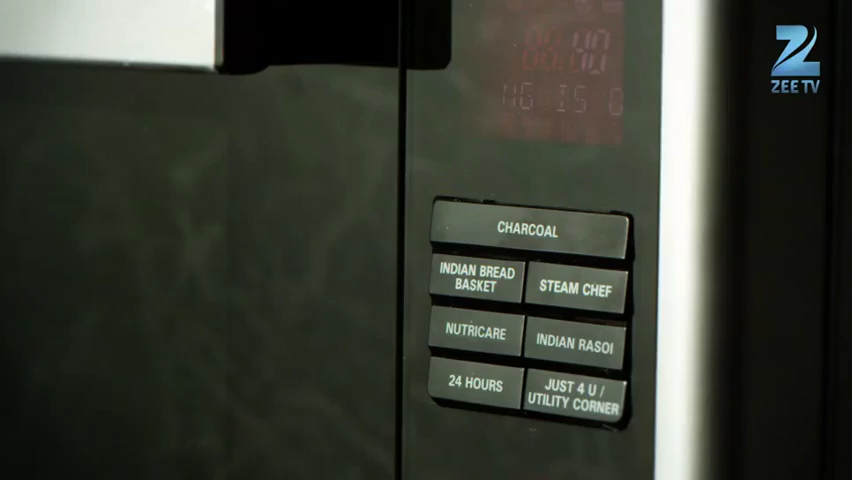 ZEE TV
CHARCOAL
INDIAN BREAD
BASKET
STEAM CHEF
NUTRICARE
INDIAN RASOI
24 HOURS
JUST 4 U /
UTILITY CORNER